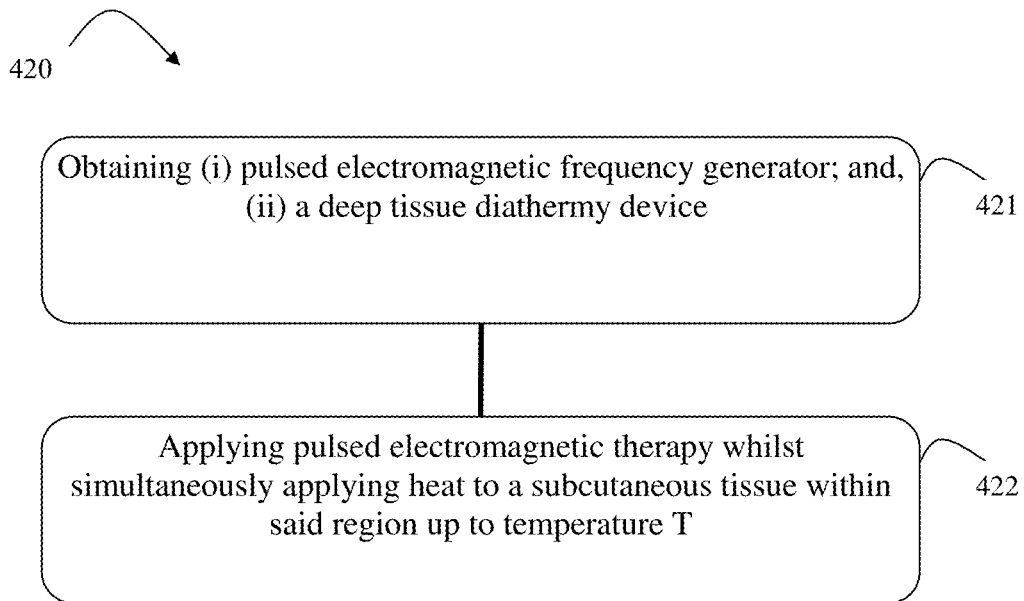 420
Obtaining (i) pulsed electromagnetic frequency generator; and,
(ii) a deep tissue diathermy device
421
Applying pulsed electromagnetic therapy whilst
simultaneously applying heat to a subcutaneous tissue within
said region up to temperature T
422